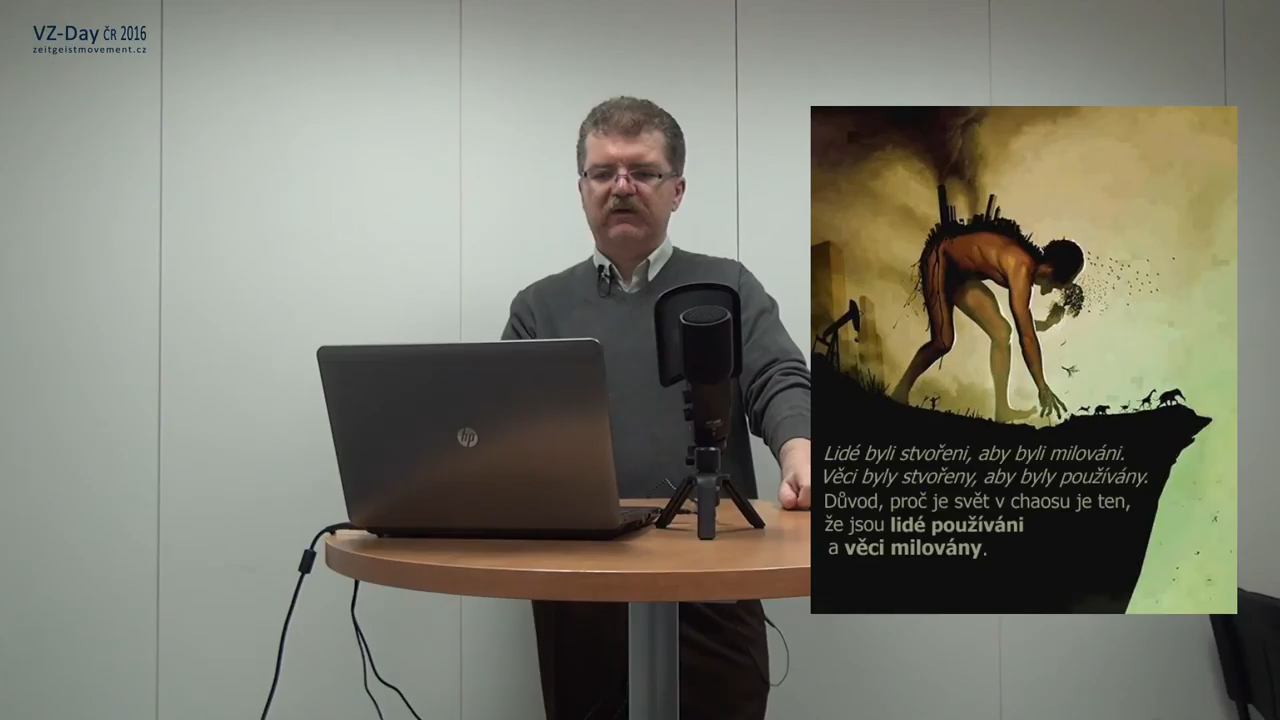 VZ-Day ČR 2016
zeitgeistmovement.cz
hp
Lidé byli stvořeni, aby byli milováni.
Věci byly stvořeny, aby byly používány.
Důvod, proč je svět v chaosu je ten,
že jsou lidé používáni
a věci milovány.